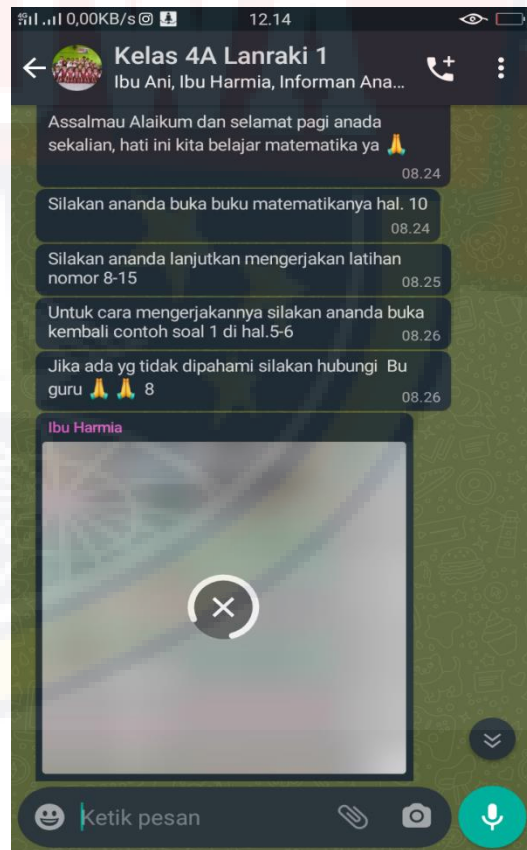 0,00KB/s 12.14
Kelas 4A Lanraki 1
Ibu Ani, Ibu Harmia, Informan Ana...
Assalmau Alaikum dan selamat pagi anada
sekalian, hati ini kita belajar matematika ya 🙏
08.24
Silakan ananda buka buku matematikanya hal. 10
08.24
Silakan ananda lanjutkan mengerjakan latihan
nomor 8-15
08.25
Untuk cara mengerjakannya silakan ananda buka
kembali contoh soal 1 di hal.5-6
08.26
Jika ada yg tidak dipahami silakan hubungi Bu
guru 🙏 🙏 8
08.26
Ibu Harmia
Ketik pesan